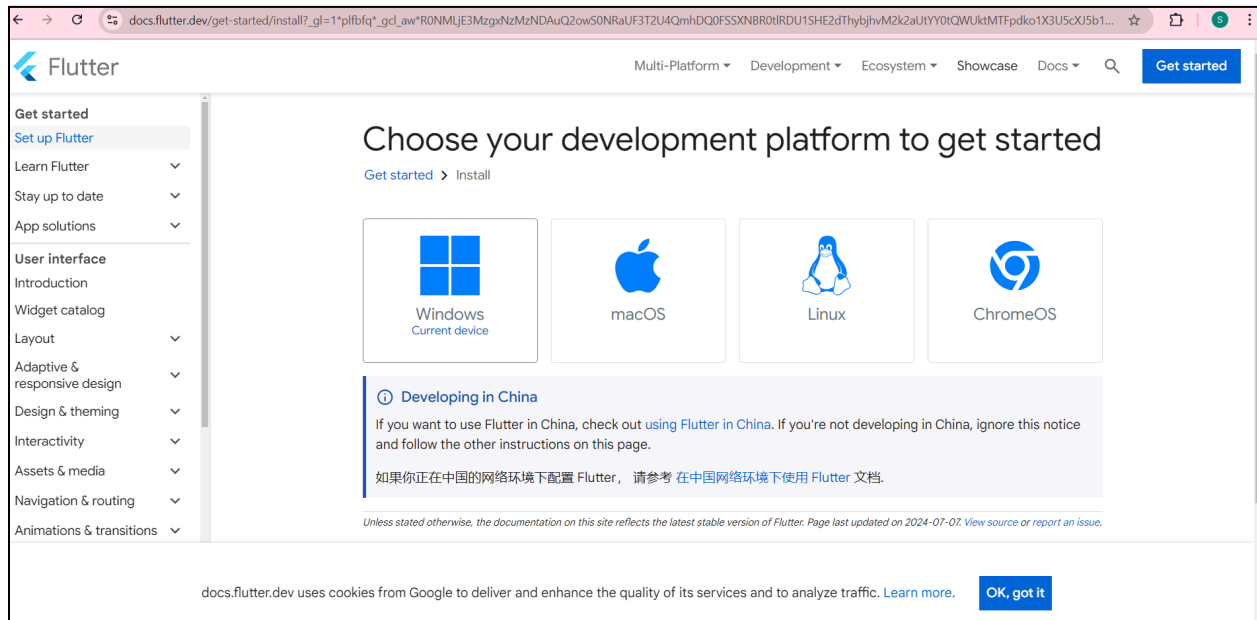 docs.flutter.dev/get-started/install?_gl=1*plfbfq*_gcl_aw*R0NMLjE3MzgxNzMzNDAuQ2owS0NRaUF3T2U4QmhDQ0FSSXNBR0tlRDU1SHE2dThybjhvM2k2aUtYY0tQWUktMTFpdko1X3U5cXJ5b1...
S
Flutter
Multi-Platform Development Ecosystem Showcase Docs Get started
Get started
Set up Flutter
Learn Flutter
Stay up to date
App solutions
User interface
Introduction
Widget catalog
Layout
Adaptive &
responsive design
Design & theming
Interactivity
Assets & media
Navigation & routing
Animations & transitions
Choose your development platform to get started
Get started > Install
Windows
Current device
macOS
Linux
ChromeOS
Developing in China
If you want to use Flutter in China, check out using Flutter in China. If you're not developing in China, ignore this notice
and follow the other instructions on this page.
如果你正在中国的网络环境下配置 Flutter， 请参考 在中国网络环境下使用 Flutter 文档.
Unless stated otherwise, the documentation on this site reflects the latest stable version of Flutter. Page last updated on 2024-07-07. View source or report an issue.
docs.flutter.dev uses cookies from Google to deliver and enhance the quality of its services and to analyze traffic. Learn more.
OK, got it